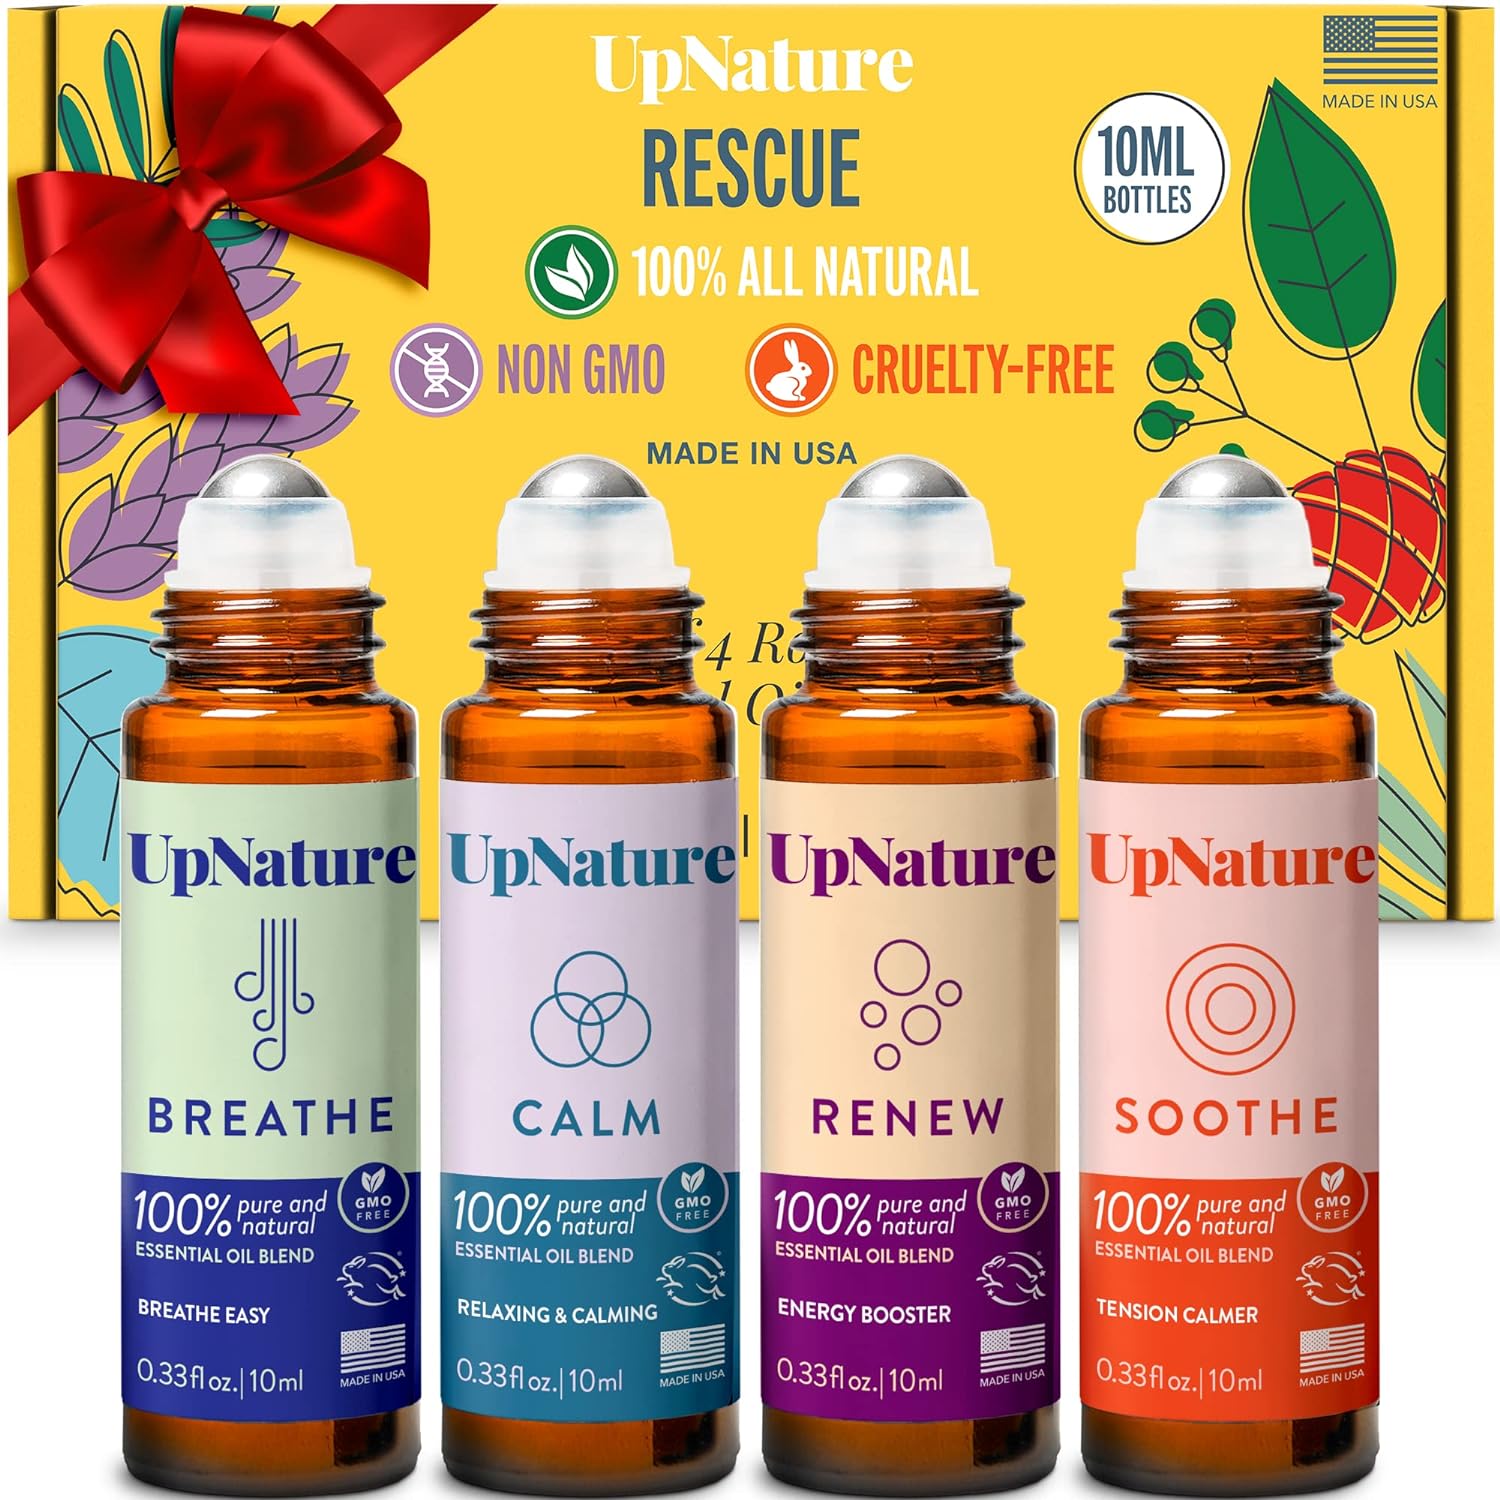 UpNature
RESCUE
MADE IN USA
10ML
BOTTLES
100% ALL NATURAL
NON GMO
CRUELTY-FREE
MADE IN USA
4
UpNature
BREATHE
100% pure and
natural
ESSENTIAL OIL BLEND
GMO
FREE
BREATHE EASY
0.33fl oz.|10ml
MADE IN USA
UpNature
CALM
100% pure and
natural
ESSENTIAL OIL BLEND
GMO
FREE
RELAXING & CALMING
0.33fl oz.|10ml
MADE IN USA
UpNature
RENEW
100% pure and
natural
ESSENTIAL OIL BLEND
GMO
FREE
ENERGY BOOSTER
0.33fl oz.|10ml
MADE IN USA
UpNature
SOOTHE
100% pure and
natural
ESSENTIAL OIL BLEND
GMO
FREE
TENSION CALMER
0.33fl oz.|10ml
MADE IN USA